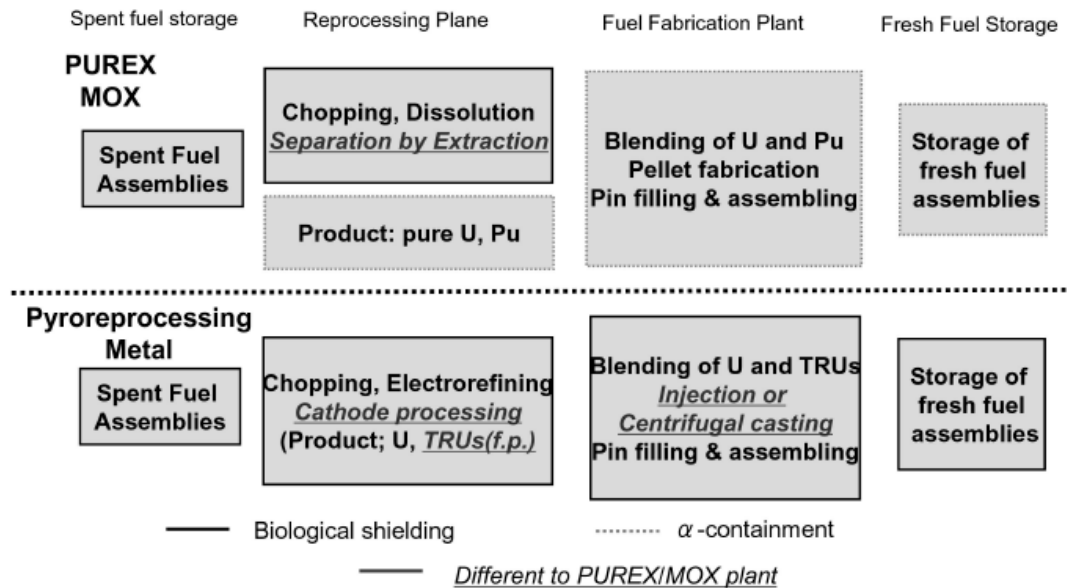 Spent fuel storage
Reprocessing Plane
Fuel Fabrication Plant
Fresh Fuel Storage
PUREX
MOX
Spent Fuel
Assemblies
Chopping, Dissolution
Separation by Extraction
Product: pure U, Pu
Blending of U and Pu
Pellet fabrication
Pin filling & assembling
Storage of
fresh fuel
assemblies
Pyroreprocessing
Metal
Spent Fuel
Assemblies
Chopping, Electrorefining
Cathode processing
(Product; U, TRUs(f.p.)
Blending of U and TRUs
Injection or
Centrifugal casting
Pin filling & assembling
Storage of
fresh fuel
assemblies
Biological shielding
α-containment
Different to PUREX/MOX plant